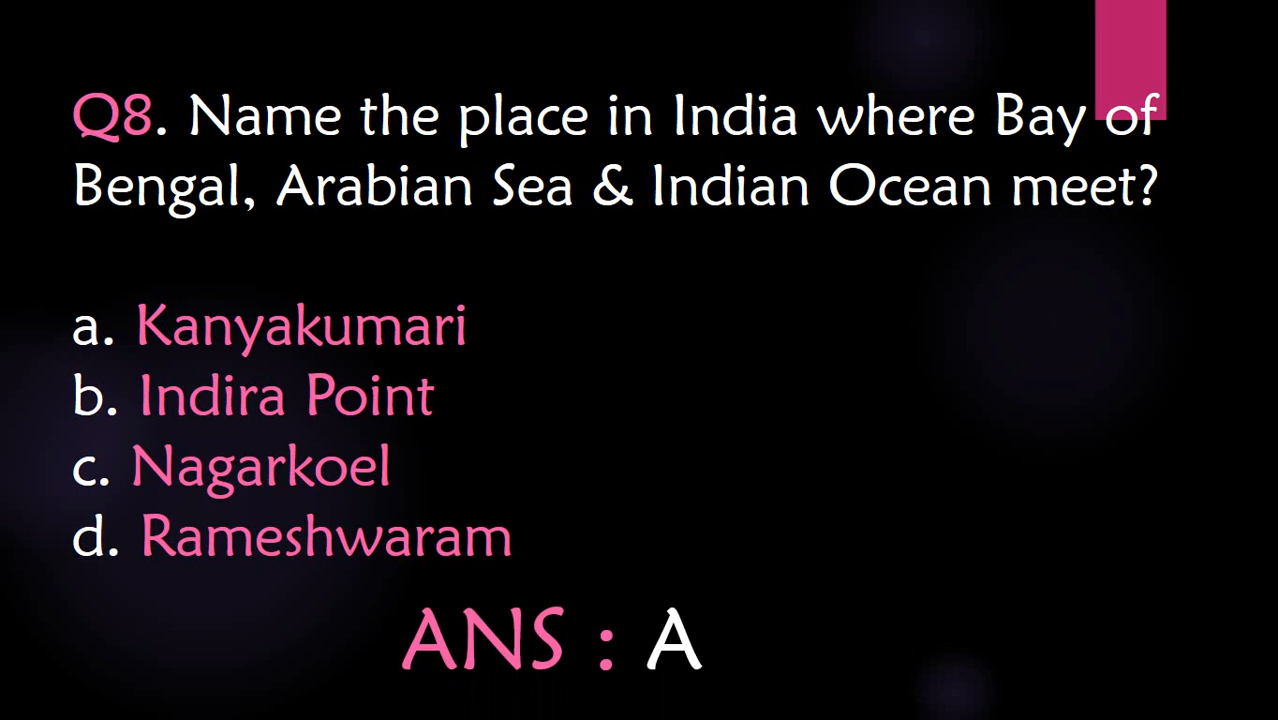 Q8. Name the place in India where Bay of
Bengal, Arabian Sea & Indian Ocean meet?
a. Kanyakumari
b. Indira Point
c. Nagarkoel
d. Rameshwaram
ANS : A